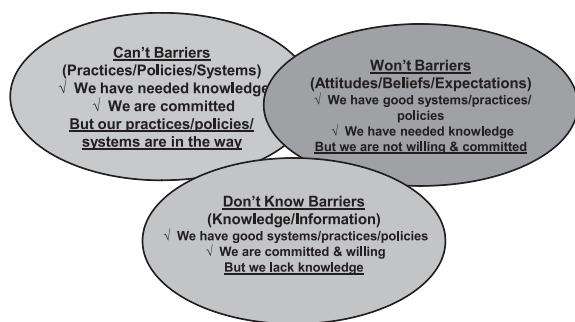 Can't Barriers
(Practices/Policies/Systems)
√ We have needed knowledge
√ We are committed
But our practices/policies/
systems are in the way
Won't Barriers
(Attitudes/Beliefs/Expectations)
√ We have good systems/practices/
policies
√ We have needed knowledge
But we are not willing & committed
Don't Know Barriers
(Knowledge/Information)
√ We have good systems/practices/policies
√ We are committed & willing
But we lack knowledge